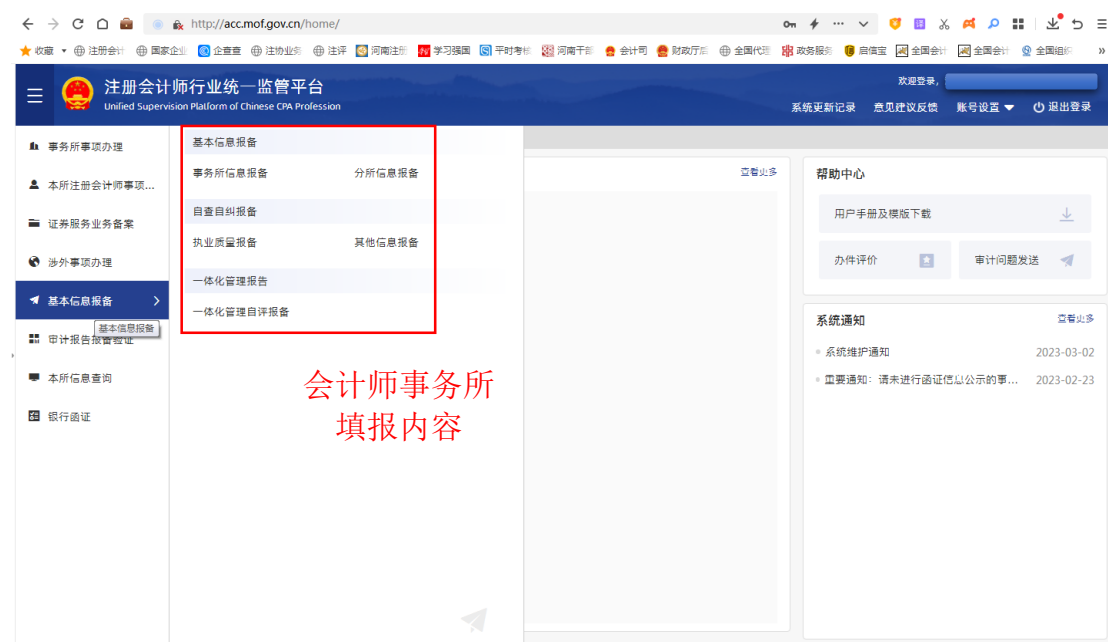 http://acc.mof.gov.cn/home/
收藏 注册会计 国家企业 企查查 注协业务 注评 河南注册 学习强国 平时考核 河南干部 会计司 财政厅后 全国代理 政务服务 启信宝 全国会计 全国会计 全国组织
注册会计师行业统一监管平台
Unified Supervision Platform of Chinese CPA Profession
欢迎登录,
系统更新记录 意见建议反馈 账号设置 退出登录
事务所事项办理
本所注册会计师事项...
证券服务业务备案
涉外事项办理
基本信息报备
基本信息报备
审计报告报备验证
本所信息查询
银行函证
基本信息报备
事务所信息报备 分所信息报备
自查自纠报备
执业质量报备 其他信息报备
一体化管理报告
一体化管理自评报备
会计师事务所
填报内容
查看更多
帮助中心
用户手册及模版下载
办件评价 审计问题发送
系统通知 查看更多
系统维护通知 2023-03-02
重要通知：请未进行函证信息公示的事... 2023-02-23